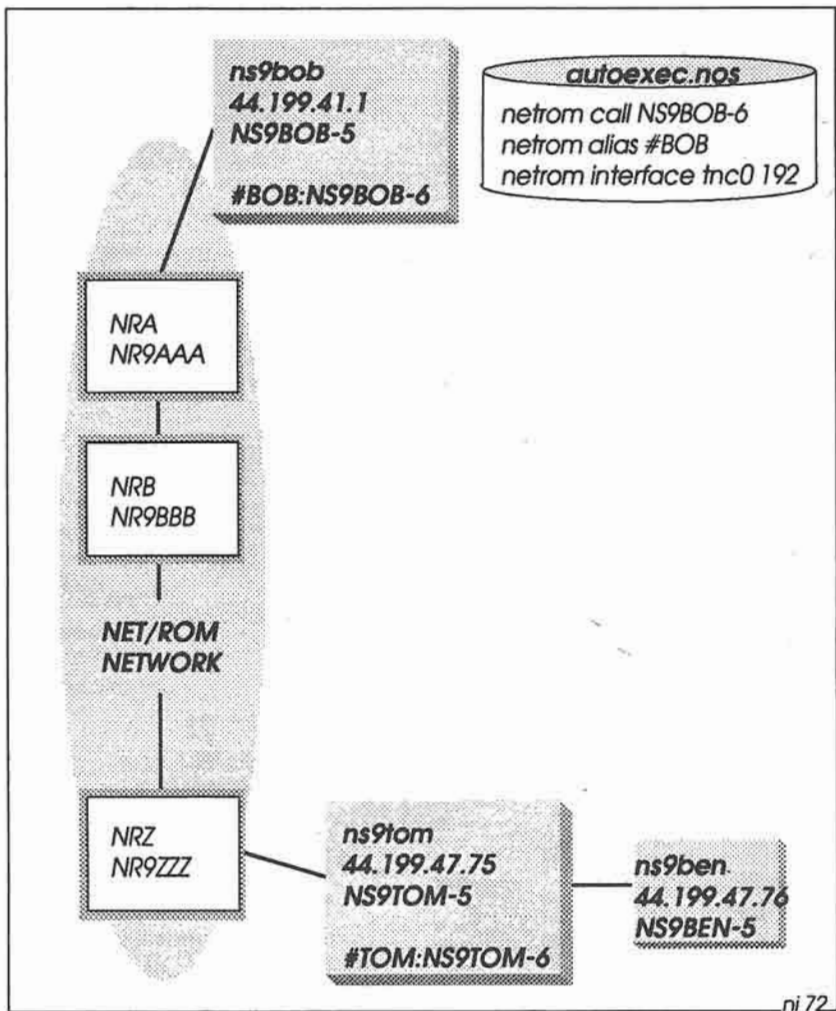 ns9bob
44.199.41.1
NS9BOB-5
#BOB:NS9BOB-6
autoexec.nos
netrom call NS9BOB-6
netrom alias #BOB
netrom interface tnc0 192
NRA
NR9AAA
NRB
NR9BBB
NET/ROM
NETWORK
NRZ
NR9ZZZ
ns9tom
44.199.47.75
NS9TOM-5
#TOM:NS9TOM-6
ns9ben
44.199.47.76
NS9BEN-5
ni 72